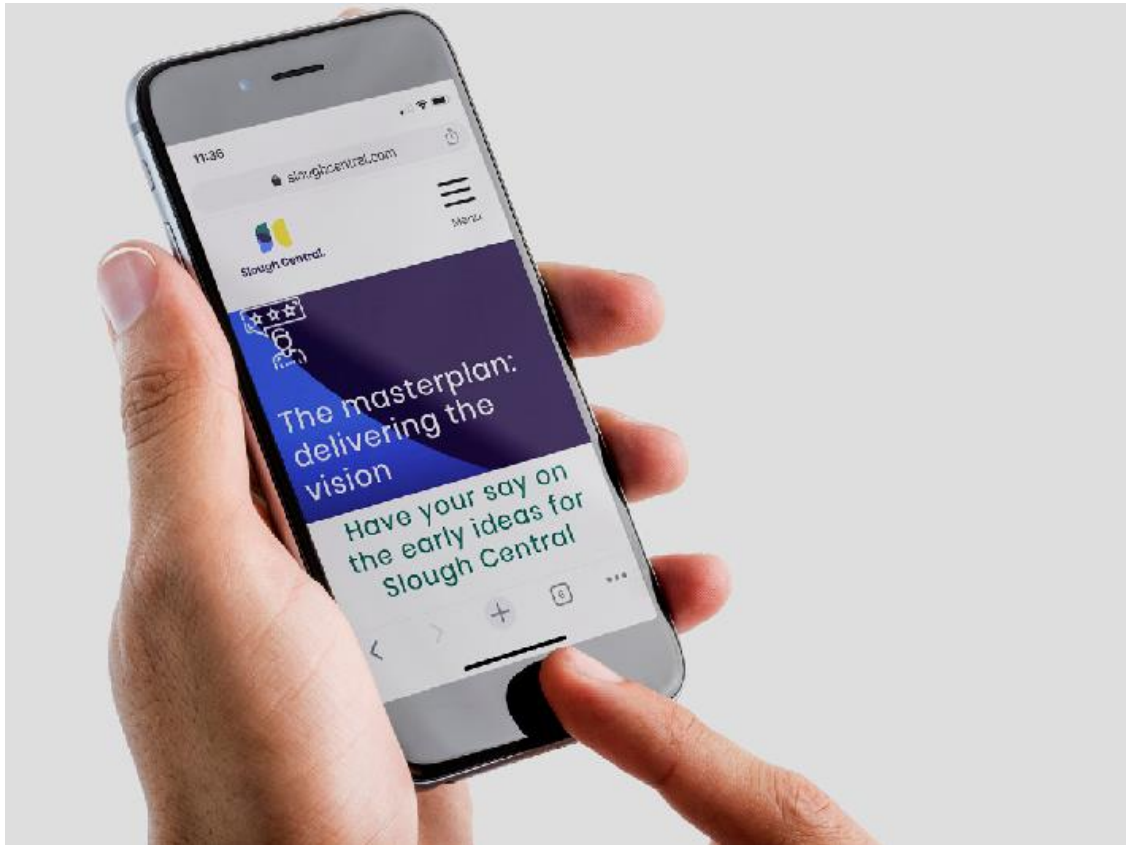 11:36
sloughcentral.com
Menu
Slough Central.
The masterplan:
delivering the
vision
Have your say on
the early ideas for
Slough Central
6